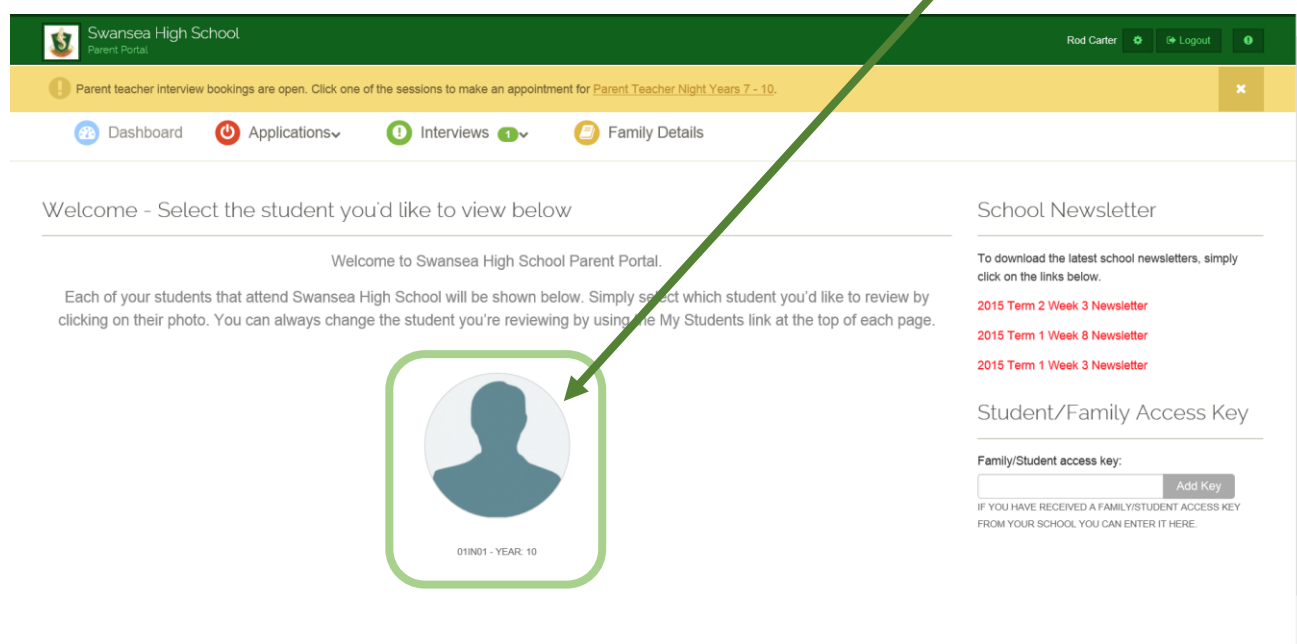 Swansea High School
Parent Portal
Rod Carter
Logout
Parent teacher interview bookings are open. Click one of the sessions to make an appointment for Parent Teacher Night Years 7 - 10.
Dashboard
Applications
Interviews 1
Family Details
Welcome - Select the student you'd like to view below
Welcome to Swansea High School Parent Portal.
Each of your students that attend Swansea High School will be shown below. Simply select which student you'd like to review by
clicking on their photo. You can always change the student you're reviewing by using the My Students link at the top of each page.
01IN01 - YEAR: 10
School Newsletter
To download the latest school newsletters, simply
click on the links below.
2015 Term 2 Week 3 Newsletter
2015 Term 1 Week 8 Newsletter
2015 Term 1 Week 3 Newsletter
Student/Family Access Key
Family/Student access key:
Add Key
IF YOU HAVE RECEIVED A FAMILY/STUDENT ACCESS KEY
FROM YOUR SCHOOL YOU CAN ENTER IT HERE.